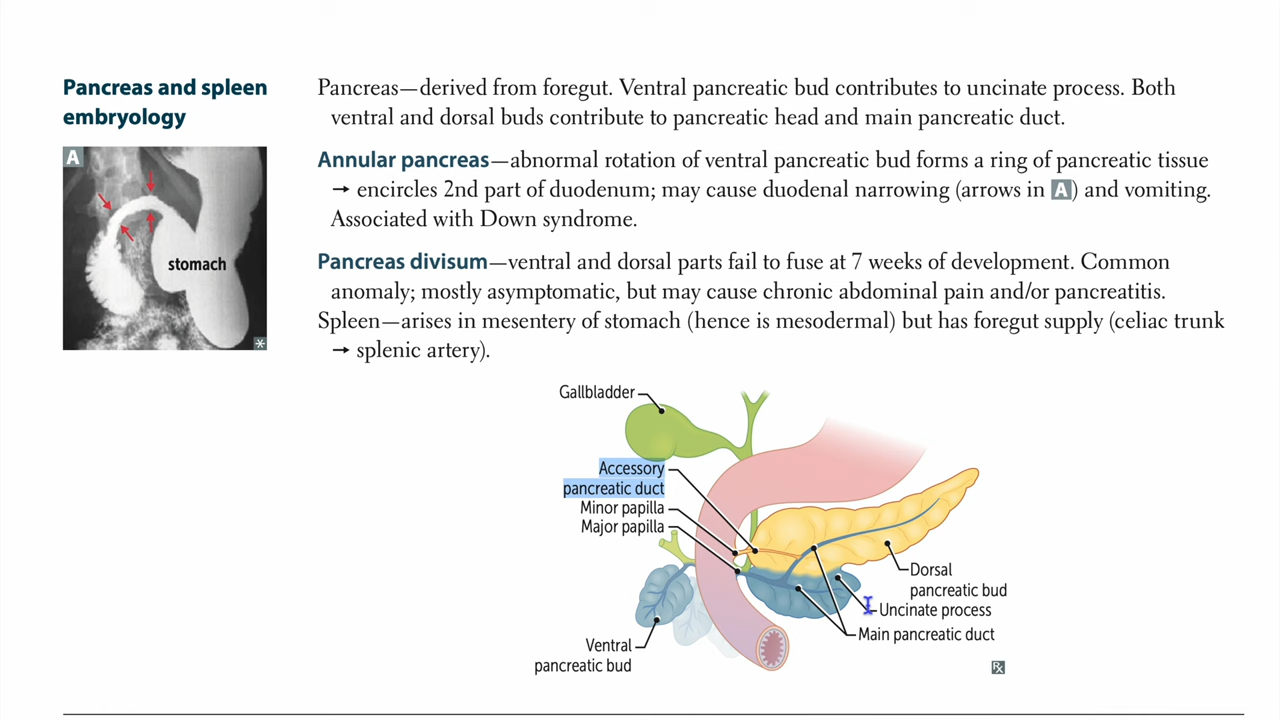 Pancreas and spleen
embryology
A
stomach
*
Pancreas—derived from foregut. Ventral pancreatic bud contributes to uncinate process. Both
ventral and dorsal buds contribute to pancreatic head and main pancreatic duct.
Annular pancreas—abnormal rotation of ventral pancreatic bud forms a ring of pancreatic tissue
→ encircles 2nd part of duodenum; may cause duodenal narrowing (arrows in A) and vomiting.
Associated with Down syndrome.
Pancreas divisum—ventral and dorsal parts fail to fuse at 7 weeks of development. Common
anomaly; mostly asymptomatic, but may cause chronic abdominal pain and/or pancreatitis.
Spleen—arises in mesentery of stomach (hence is mesodermal) but has foregut supply (celiac trunk
→ splenic artery).
Gallbladder
Accessory
pancreatic duct
Minor papilla
Major papilla
Dorsal
pancreatic bud
Uncinate process
Main pancreatic duct
Ventral
pancreatic bud
Rx